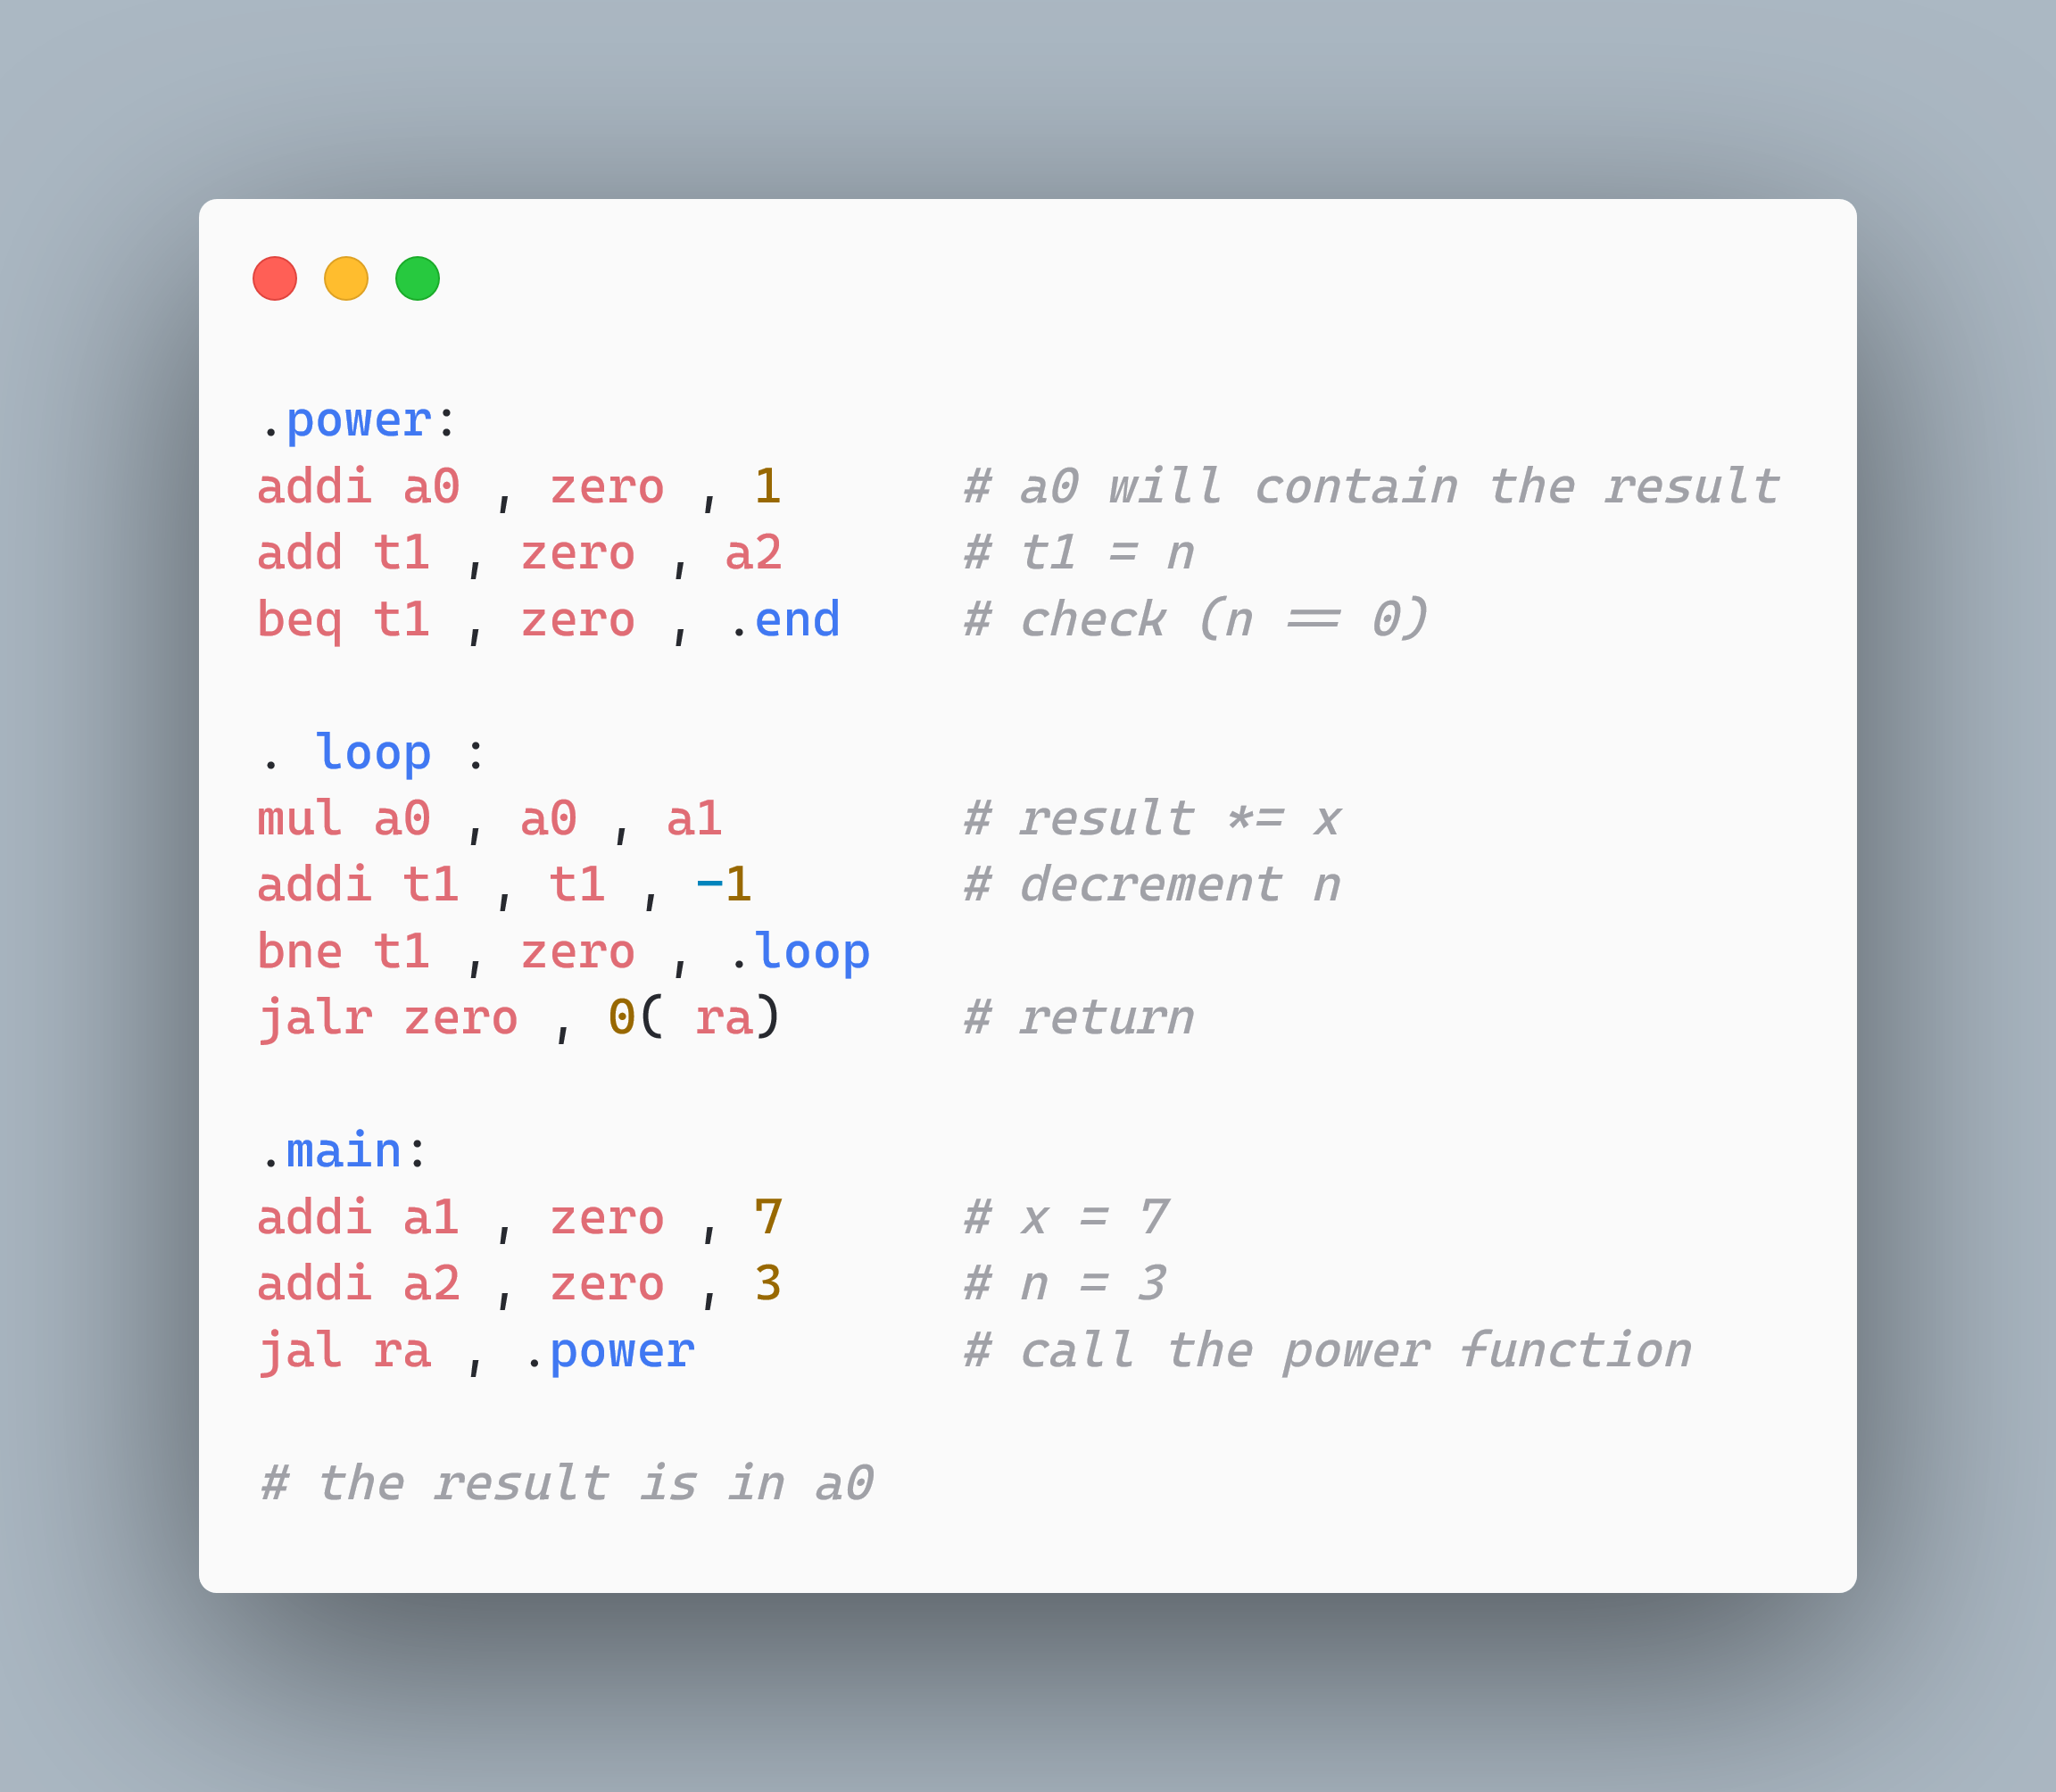 .power:
addi a0 , zero , 1 # a0 will contain the result
add t1 , zero , a2 # t1 = n
beq t1 , zero , .end # check (n == 0)
. loop :
mul a0 , a0 , a1 # result *= x
addi t1 , t1 , -1 # decrement n
bne t1 , zero , .loop
jalr zero , 0( ra) # return
.main:
addi a1 , zero , 7 # x = 7
addi a2 , zero , 3 # n = 3
jal ra , .power # call the power function
# the result is in a0